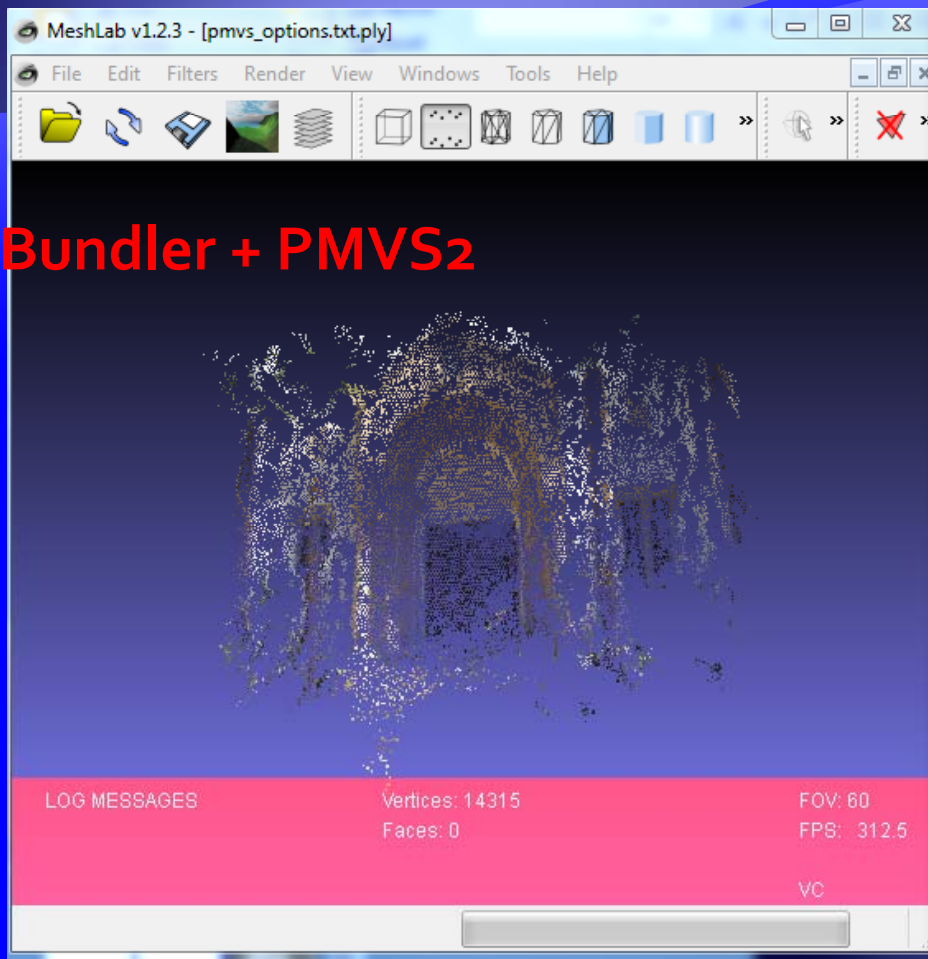 MeshLab v1.2.3 - [pmvs_options.txt.ply]
File Edit Filters Render View Windows Tools Help
Bundler + PMVS2
LOG MESSAGES Vertices: 14315 FOV: 60
Faces: 0 FPS: 312.5
VC